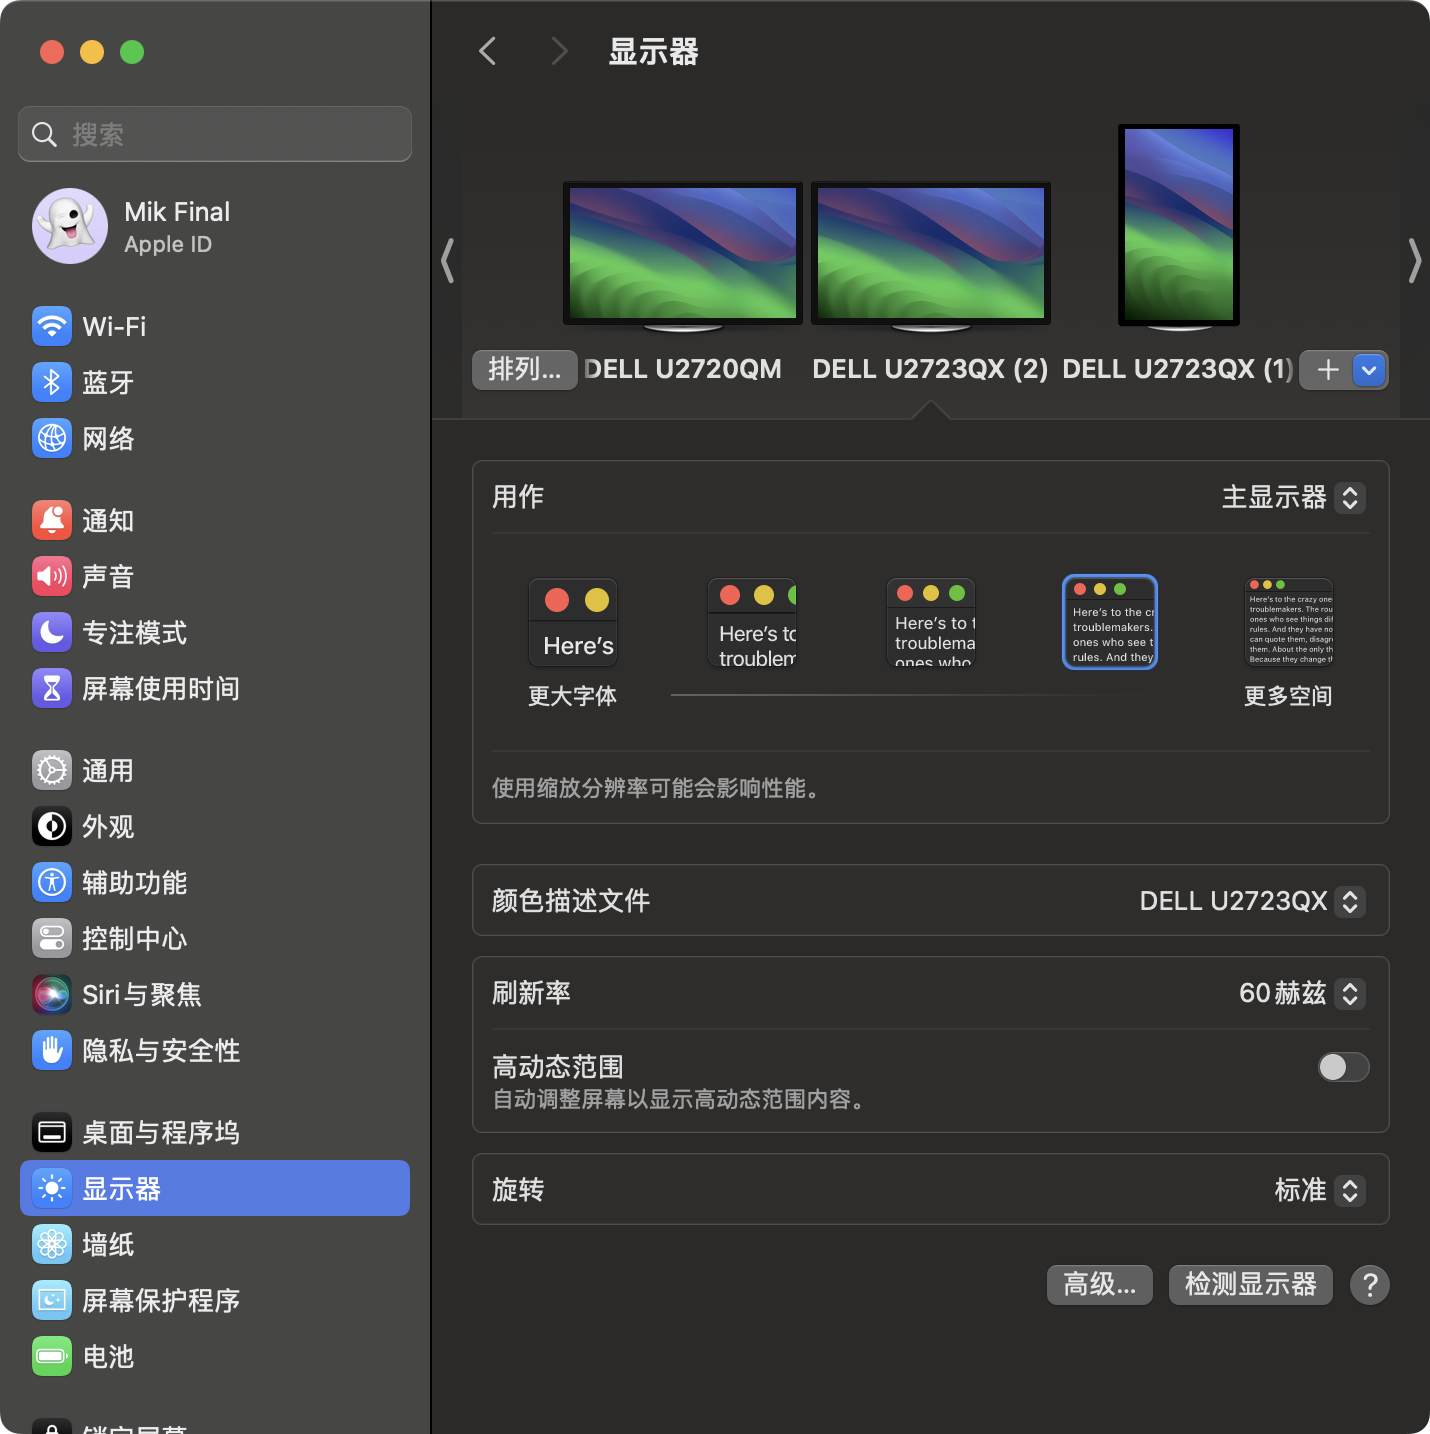 搜索
Mik Final
Apple ID
Wi-Fi
蓝牙
网络
通知
声音
专注模式
屏幕使用时间
通用
外观
辅助功能
控制中心
Siri与聚焦
隐私与安全性
桌面与程序坞
显示器
墙纸
屏幕保护程序
电池
锁定屏幕
显示器
排列... DELL U2720QM DELL U2723QX (2) DELL U2723QX (1)
用作 主显示器
Here's
Here's to
troublem
Here's to t
troublema
ones who
Here's to the cr
troublemakers.
ones who see t
rules. And they
Here's to the crazy one
troublemakers. The rou
ones who see things dif
rules. And they have no
can quote them, disagr
them. About the only th
Because they change th
更大字体 更多空间
使用缩放分辨率可能会影响性能。
颜色描述文件 DELL U2723QX
刷新率 60赫兹
高动态范围
自动调整屏幕以显示高动态范围内容。
旋转 标准
高级... 检测显示器 ?